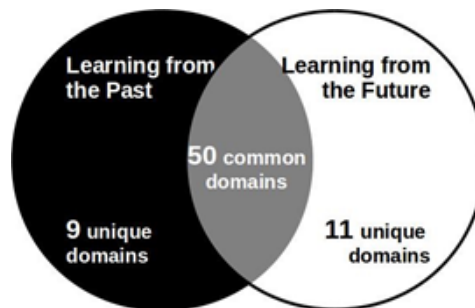 Learning from
the Past
Learning from
the Future
50 common
domains
9 unique
domains
11 unique
domains